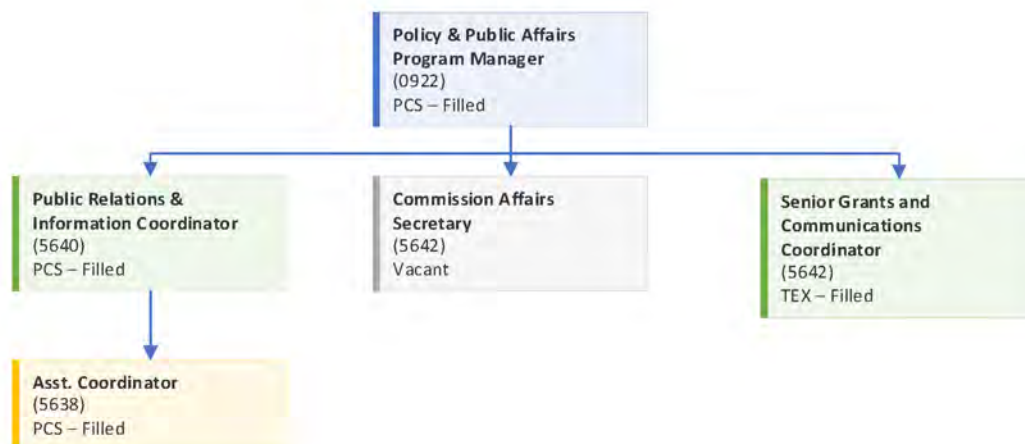 Policy & Public Affairs
Program Manager
(0922)
PCS – Filled
Public Relations &
Information Coordinator
(5640)
PCS – Filled
Commission Affairs
Secretary
(5642)
Vacant
Senior Grants and
Communications
Coordinator
(5642)
TEX – Filled
Asst. Coordinator
(5638)
PCS – Filled